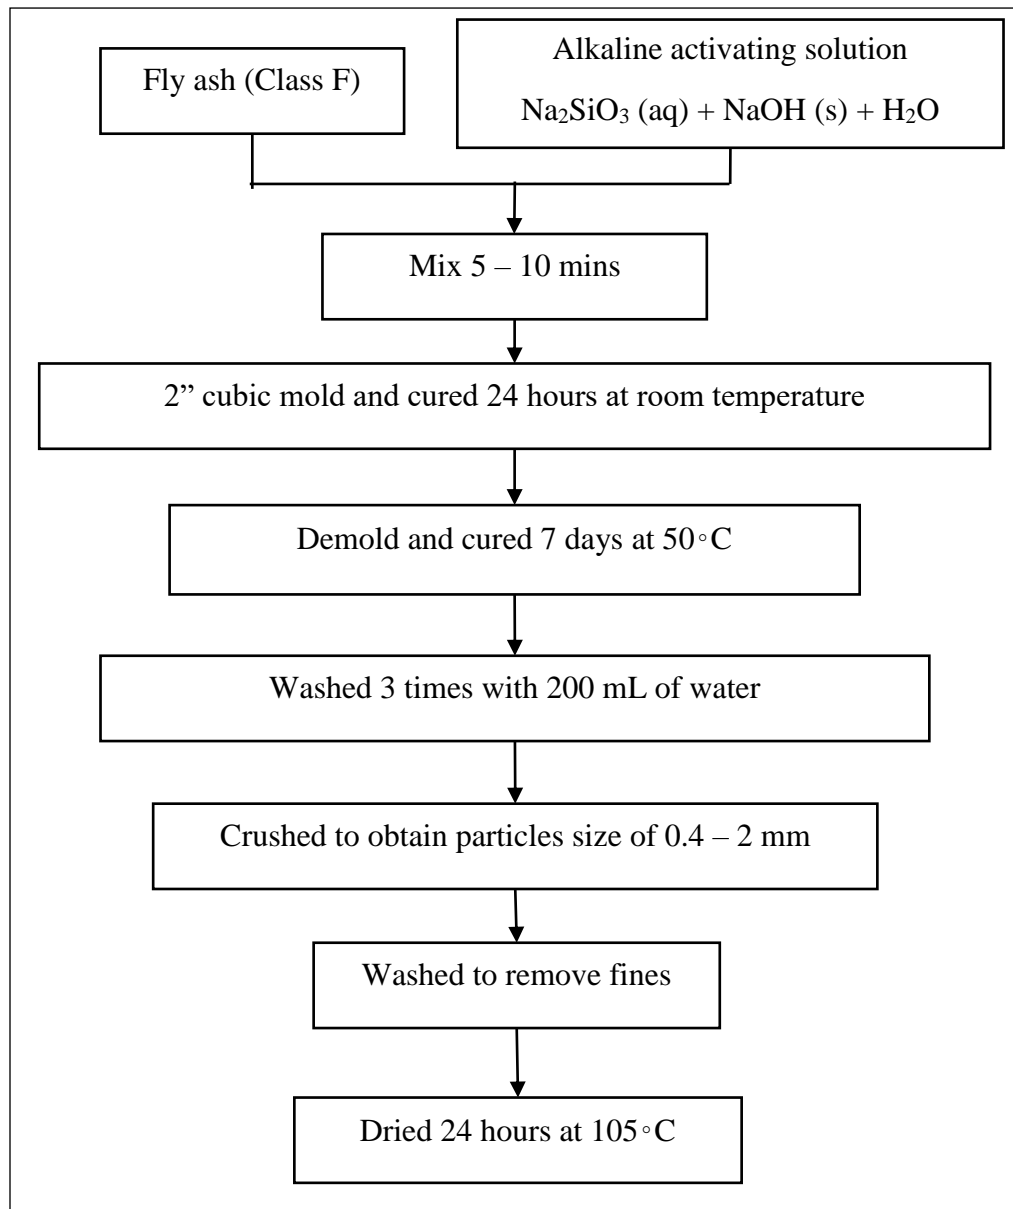 Fly ash (Class F)
Alkaline activating solution
Na₂SiO₃ (aq) + NaOH (s) + H₂O
Mix 5 – 10 mins
2” cubic mold and cured 24 hours at room temperature
Demold and cured 7 days at 50◦C
Washed 3 times with 200 mL of water
Crushed to obtain particles size of 0.4 – 2 mm
Washed to remove fines
Dried 24 hours at 105◦C